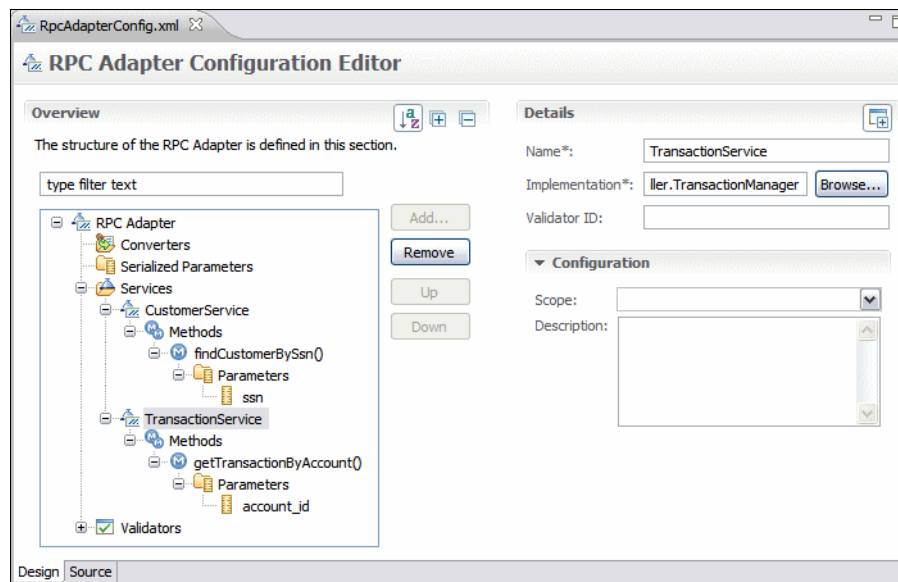 RpcAdapterConfig.xml
RPC Adapter Configuration Editor
Overview
The structure of the RPC Adapter is defined in this section.
type filter text
RPC Adapter
Converters
Serialized Parameters
Services
CustomerService
Methods
findCustomerBySsn()
Parameters
ssn
TransactionService
Methods
getTransactionByAccount()
Parameters
account_id
Validators
Add...
Remove
Up
Down
Details
Name*: TransactionService
Implementation*: ller.TransactionManager Browse...
Validator ID:
Configuration
Scope:
Description:
Design Source